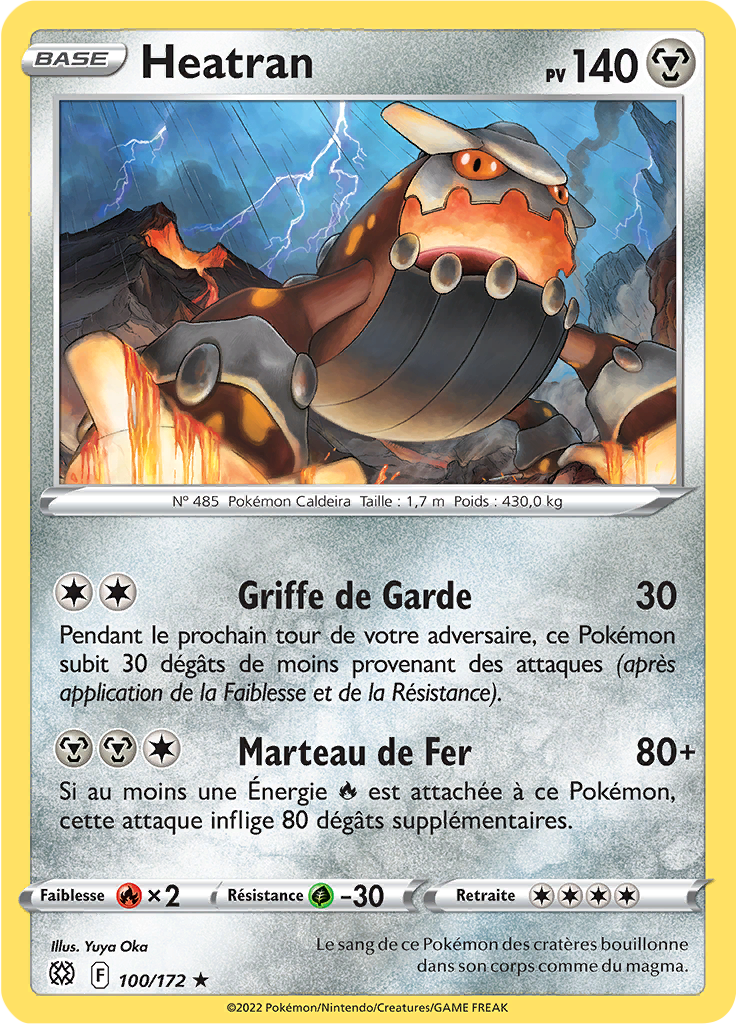 BASE Heatran PV 140
N° 485 Pokémon Caldeira Taille : 1,7 m Poids : 430,0 kg
Griffe de Garde 30
Pendant le prochain tour de votre adversaire, ce Pokémon
subit 30 dégâts de moins provenant des attaques (après
application de la Faiblesse et de la Résistance).
Marteau de Fer 80+
Si au moins une Énergie est attachée à ce Pokémon,
cette attaque inflige 80 dégâts supplémentaires.
Faiblesse ×2 Résistance -30 Retraite
Illus. Yuya Oka
F 100/172 ★
Le sang de ce Pokémon des cratères bouillonne
dans son corps comme du magma.
©2022 Pokémon/Nintendo/Creatures/GAME FREAK